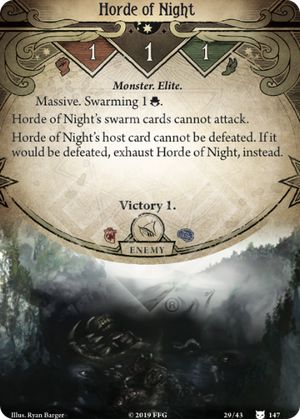 Horde of Night
1 1 1
Monster. Elite.
Massive. Swarming 1.
Horde of Night's swarm cards cannot attack.
Horde of Night's host card cannot be defeated. If it
would be defeated, exhaust Horde of Night, instead.
Victory 1.
ENEMY
®
Illus. Ryan Barger © 2019 FFG 29/43 147